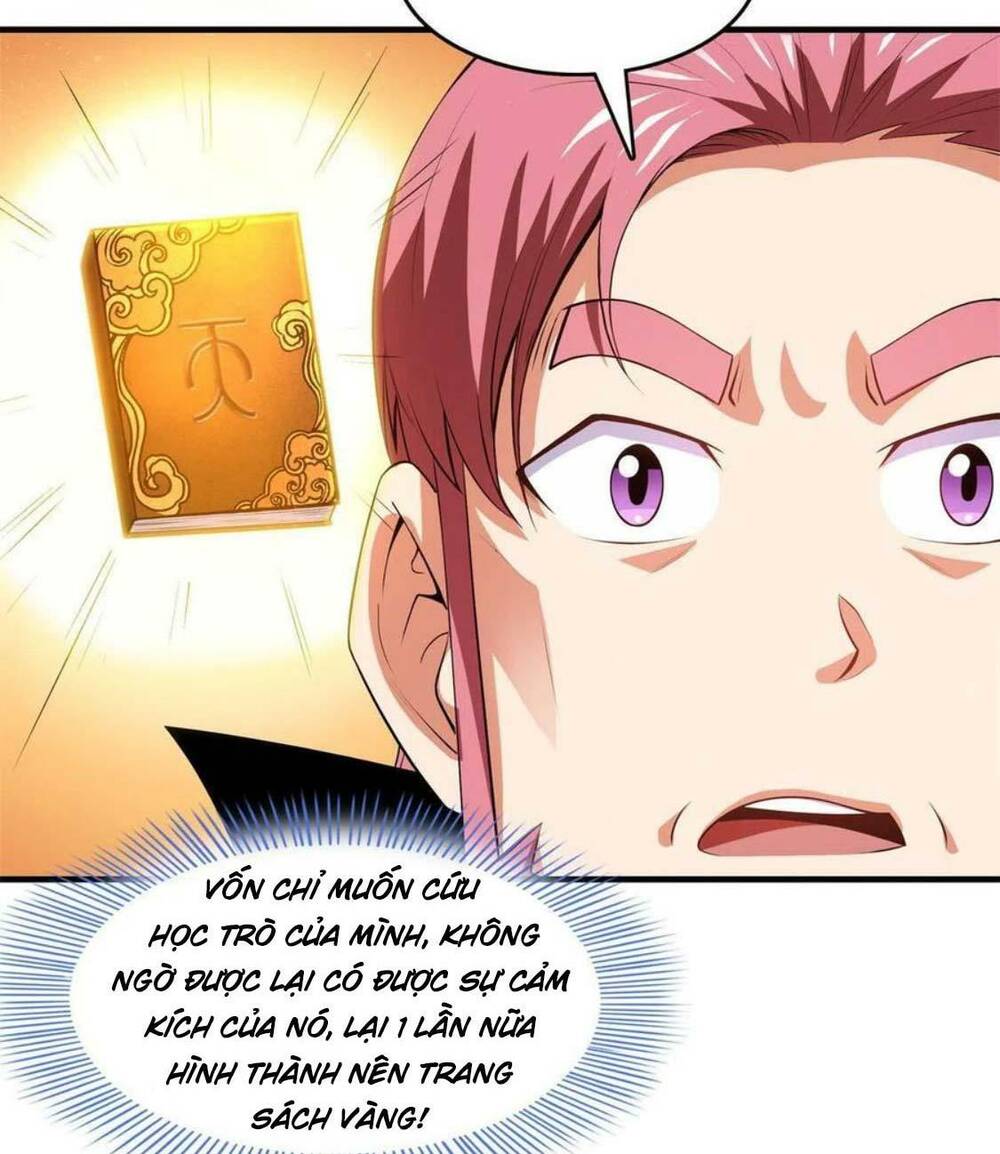 天
VỐN CHỈ MUỐN CỨU
HỌC TRÒ CỦA MÌNH, KHÔNG
NGỜ ĐƯỢC LẠI CÓ ĐƯỢC SỰ CẢM
KÍCH CỦA NÓ, LẠI 1 LẦN NỮA
HÌNH THÀNH NÊN TRANG
SÁCH VÀNG!